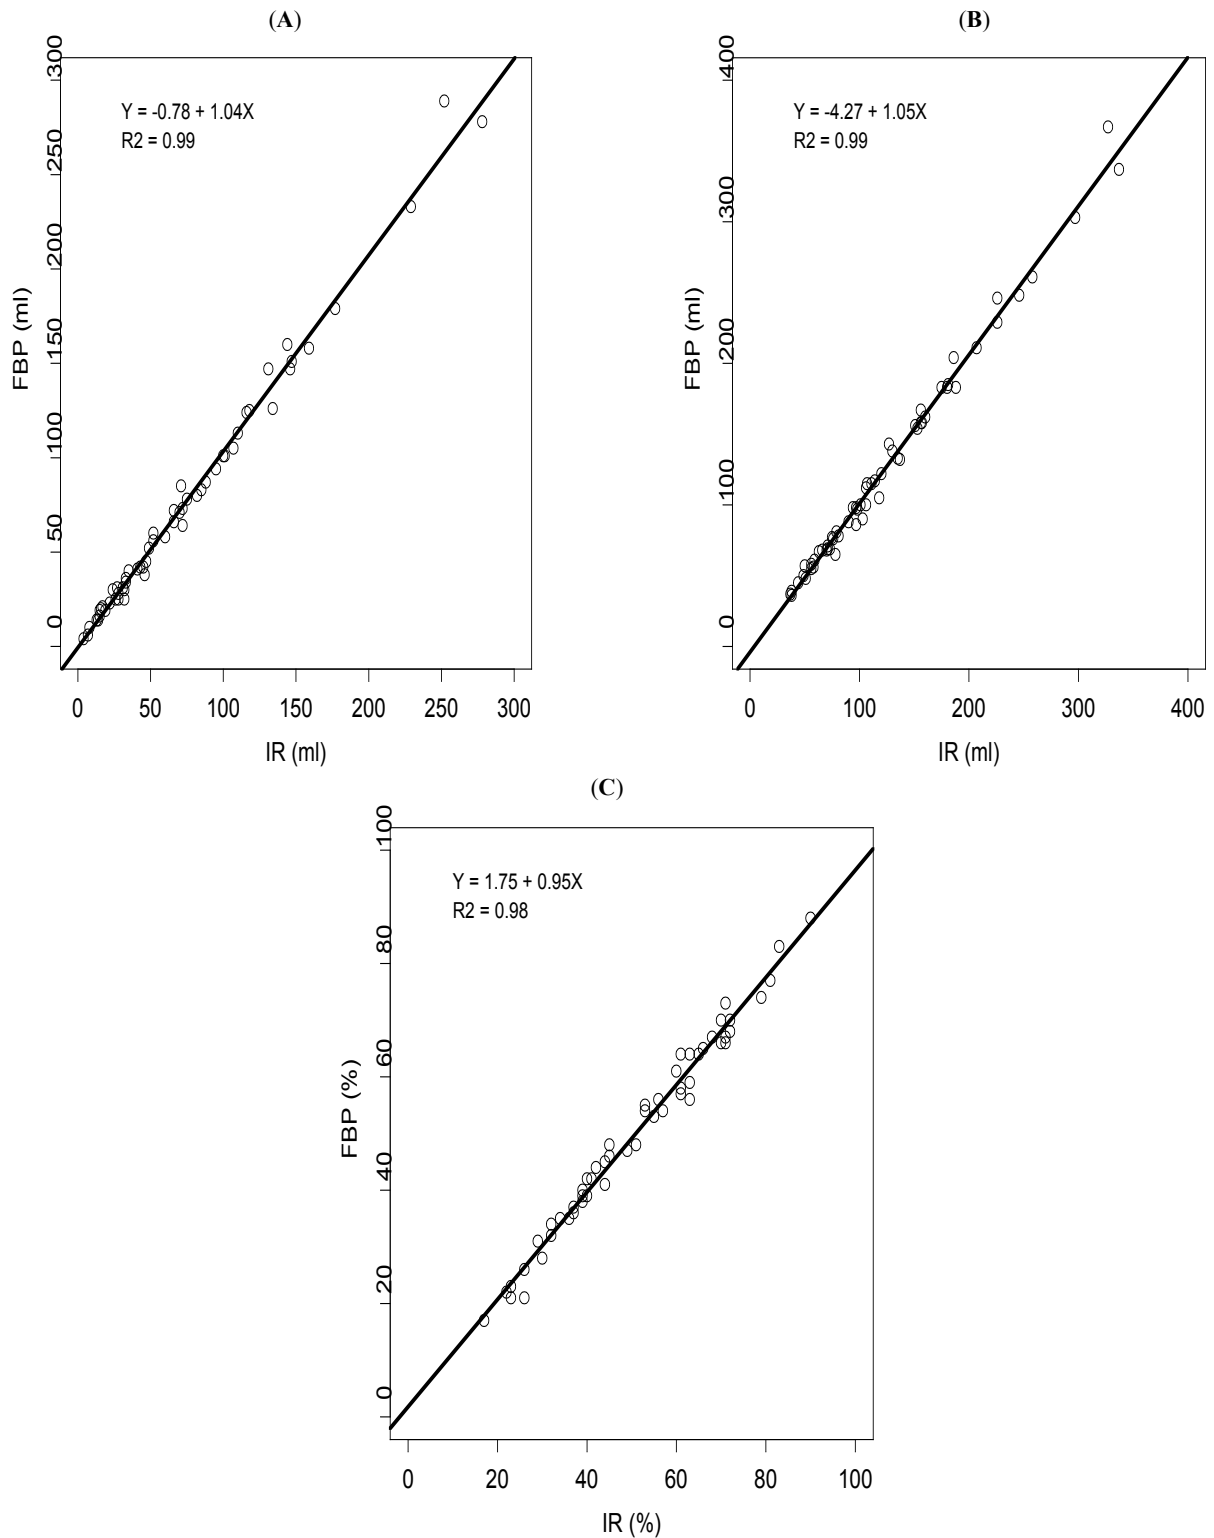 (A)
Y = -0.78 + 1.04X
R2 = 0.99
FBP (ml)
300
250
200
150
100
50
0
0 50 100 150 200 250 300
IR (ml)
(B)
Y = -4.27 + 1.05X
R2 = 0.99
FBP (ml)
400
300
200
100
0
0 100 200 300 400
IR (ml)
(C)
Y = 1.75 + 0.95X
R2 = 0.98
FBP (%)
100
80
60
40
20
0
0 20 40 60 80 100
IR (%)